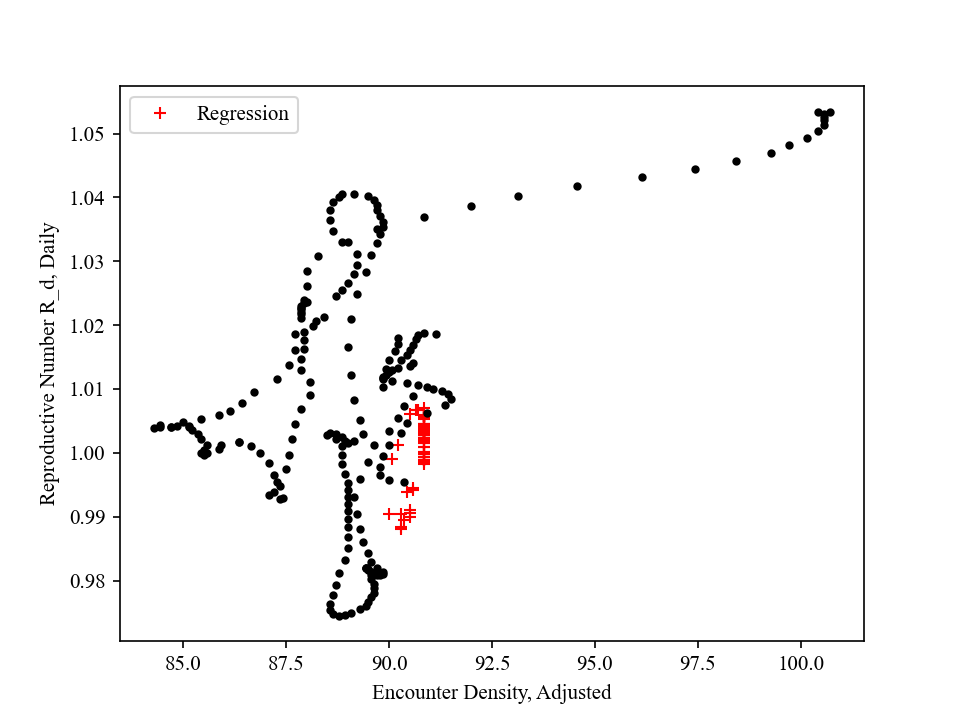 Regression
1.05
1.04
1.03
1.02
1.01
1.00
0.99
0.98
Reproductive Number R_d, Daily
85.0 87.5 90.0 92.5 95.0 97.5 100.0
Encounter Density, Adjusted